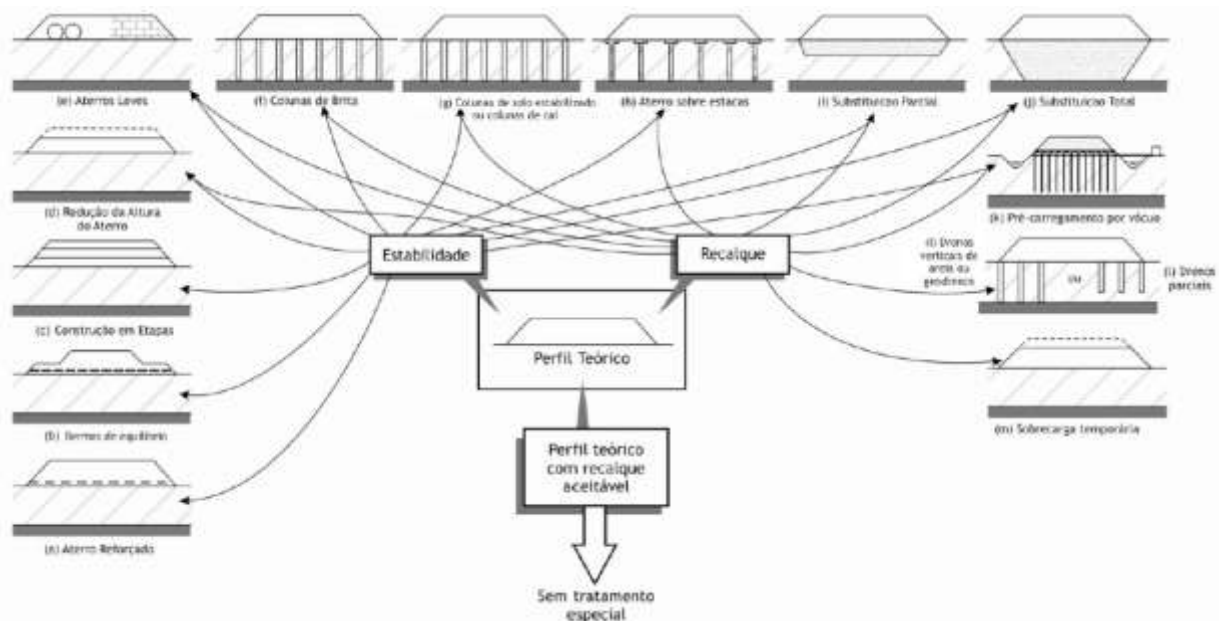 (e) Aterros Leves
(f) Colunas de Brita
(g) Colunas de solo estabilizado
ou colunas de cal
(h) Aterro sobre estacas
(i) Substituicao Parcial
(j) Substituicao Total
(d) Redução da Altura
do Aterro
(k) Pré-carregamento por vácuo
Estabilidade
Recalque
(l) Drenos
verticais de
areia ou
geodrenos
(l) Drenos
parciais
(c) Construção em Etapas
Perfil Teórico
(b) Bermas de equilíbrio
(m) Sobrecarga temporária
Perfil teórico
com recalque
aceitável
(a) Aterro Reforçado
Sem tratamento
especial